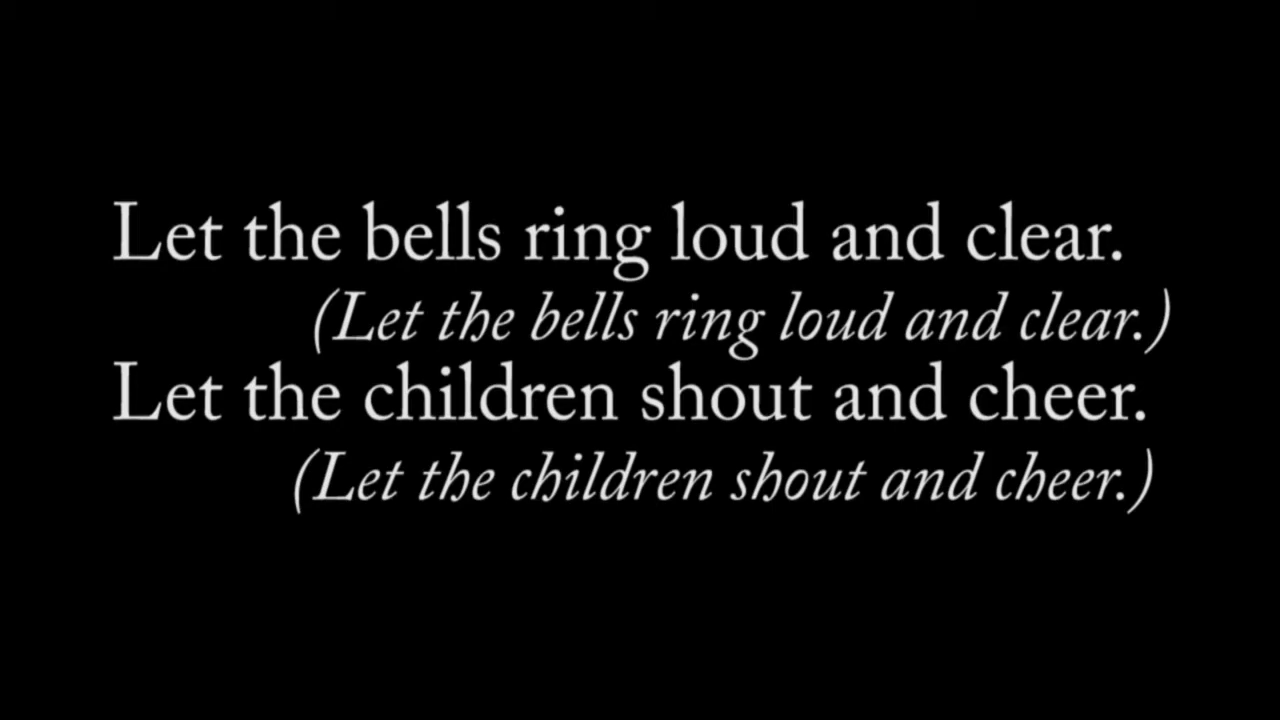 Let the bells ring loud and clear.
(Let the bells ring loud and clear.)
Let the children shout and cheer.
(Let the children shout and cheer.)